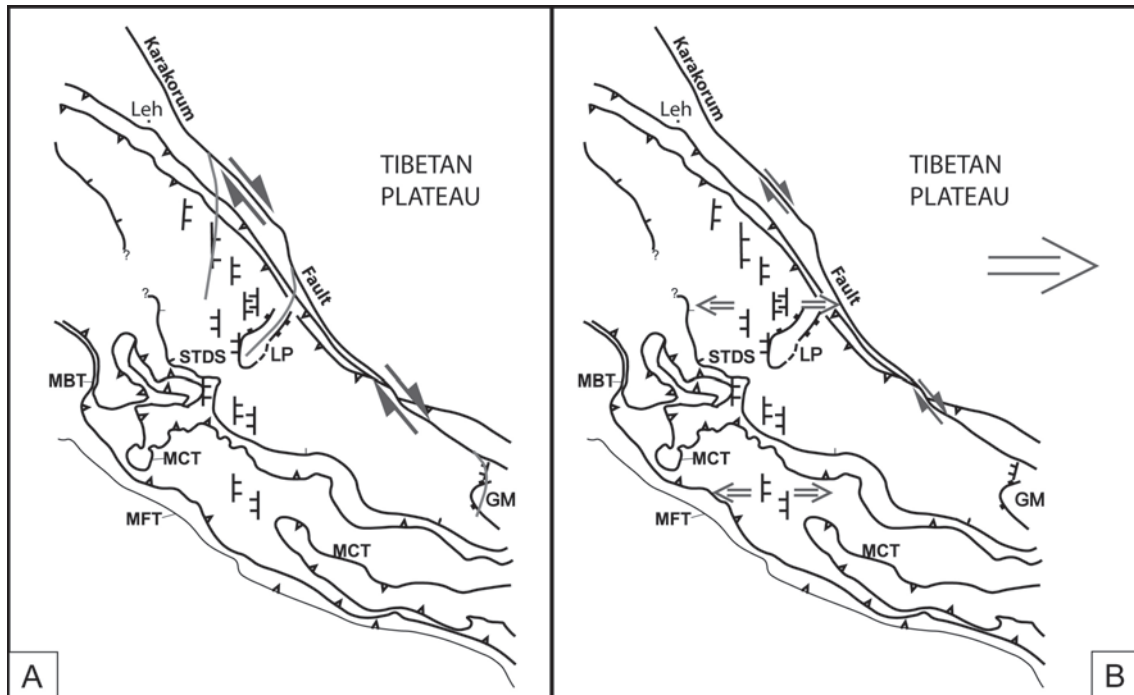 Karakorum
Leh
TIBETAN
PLATEAU
?
?
Fault
STDS
LP
MBT
MCT
GM
MFT
MCT
A
Karakorum
Leh
TIBETAN
PLATEAU
?
?
Fault
STDS
LP
MBT
MCT
GM
MFT
MCT
B